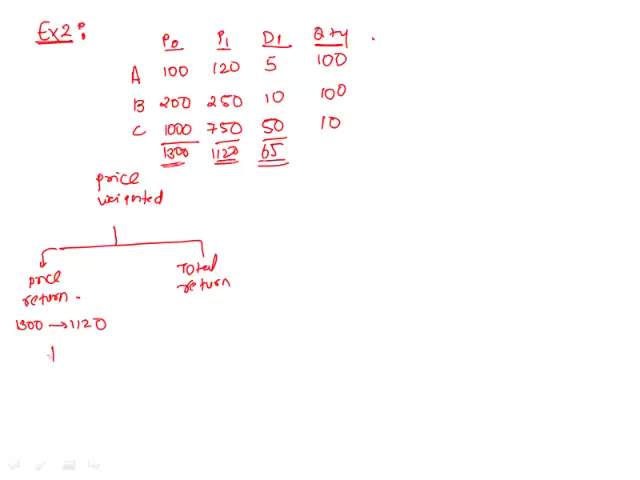 Ex2:
P0 P1 D1 Qty
A 100 120 5 100
B 200 250 10 100
C 1000 750 50 10
1300 1120 65
price
weighted
price
return.
Total
return
1300 → 1120